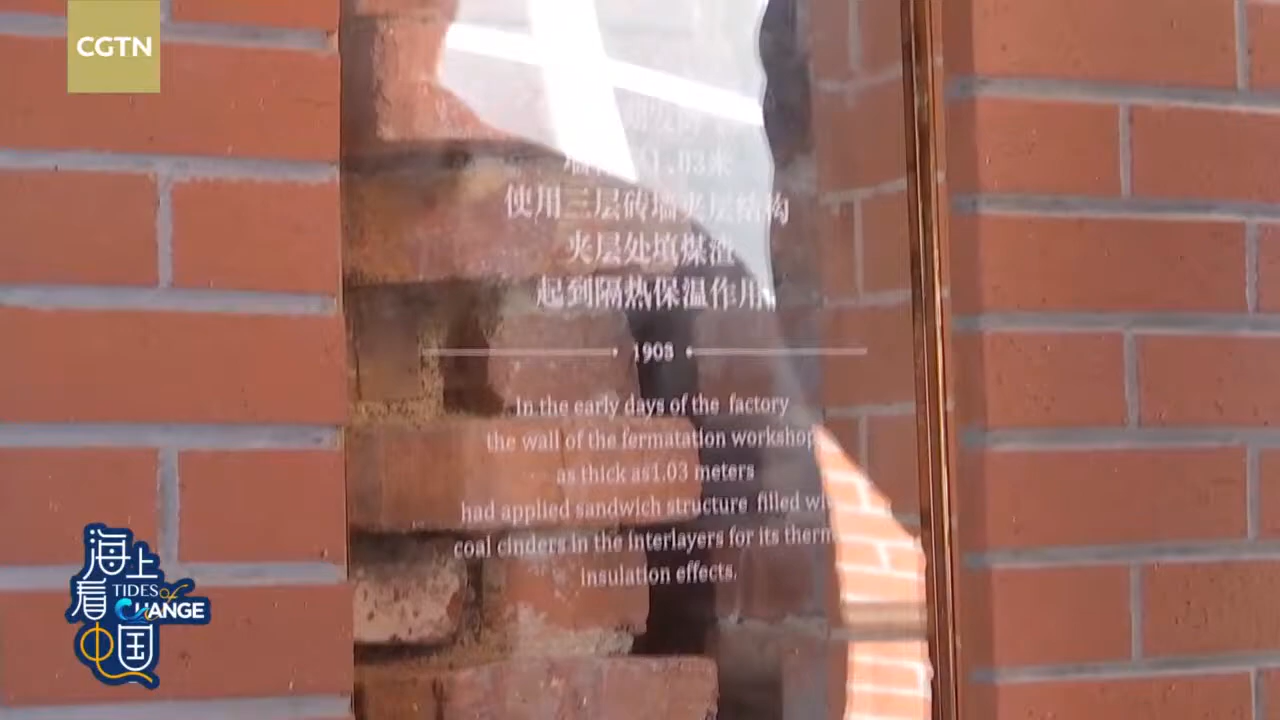 CGTN
1.03米
使用三层砖墙夹层结构
夹层处填煤渣
起到隔热保温作用
1903
In the early days of the factory
the wall of the fermatation workshop
as thick as1.03 meters
had applied sandwich structure filled
coal cinders in the interlayers for its
insulation effects.
海上
看
中国
TIDES of
CHANGE